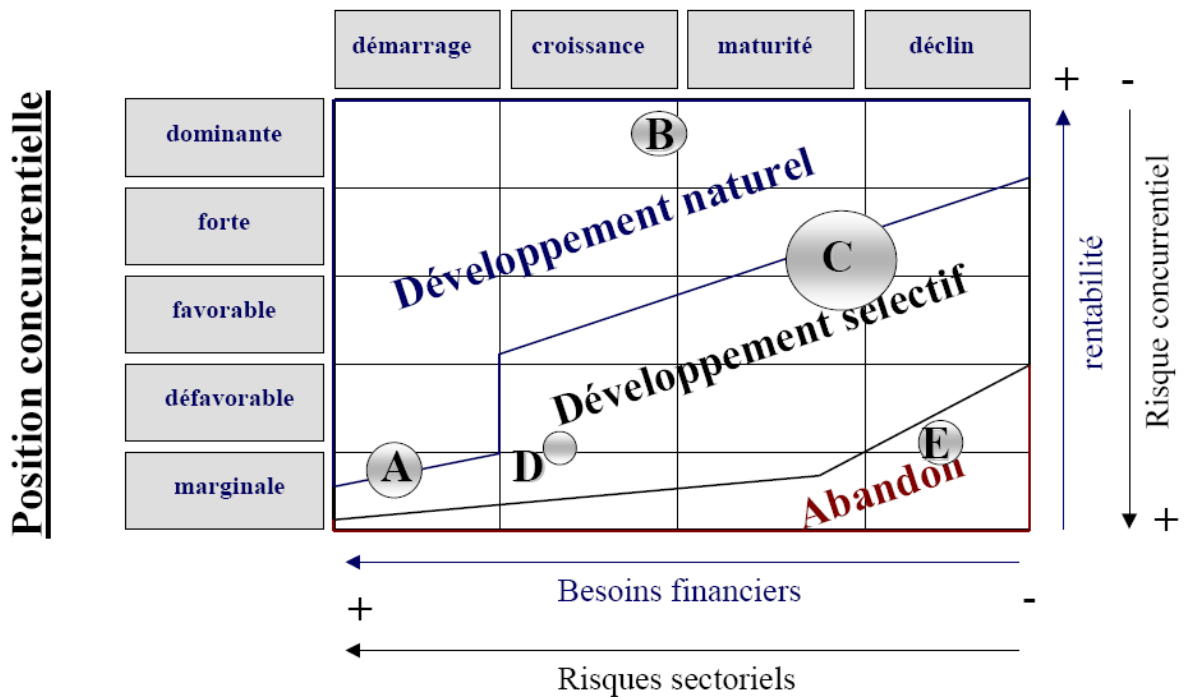 démarrage
croissance
maturité
déclin
+
-
Position concurrentielle
dominante
forte
favorable
défavorable
marginale
B
Développement naturel
C
Développement sélectif
A
D
E
Abandon
rentabilité
Risque concurrentiel
+
Besoins financiers
+
-
Risques sectoriels